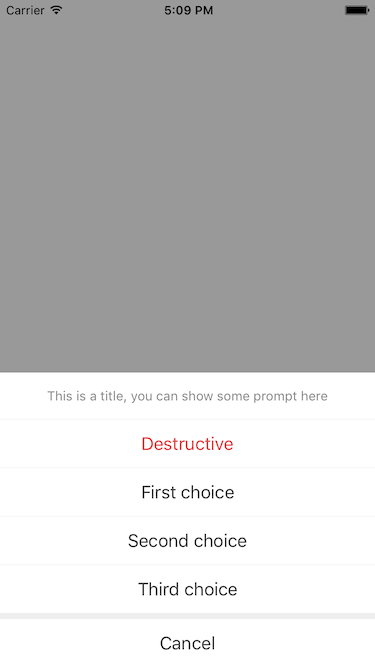 Carrier 5:09 PM
This is a title, you can show some prompt here
Destructive
First choice
Second choice
Third choice
Cancel